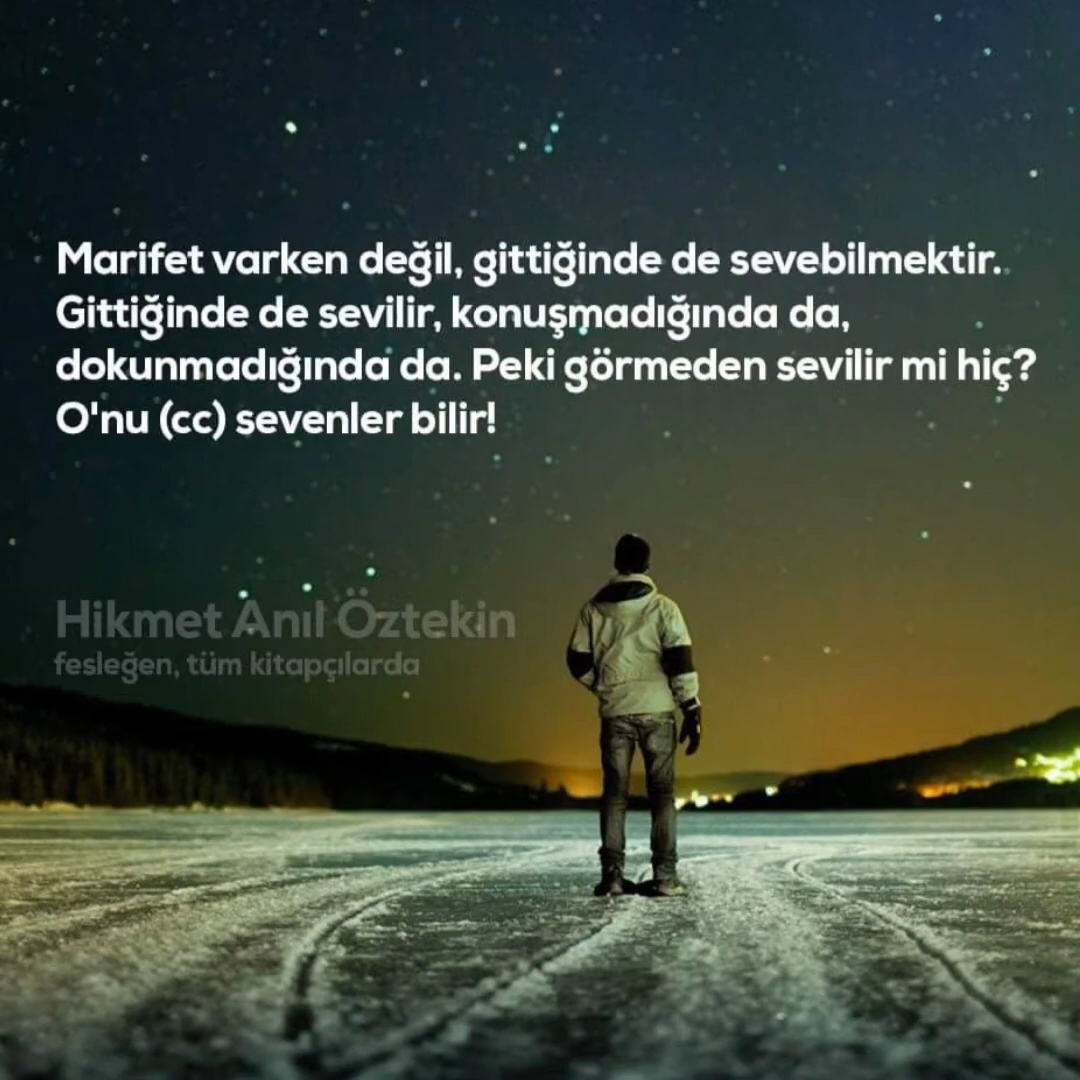 Marifet varken değil, gittiğinde de sevebilmektir.
Gittiğinde de sevilir, konuşmadığında da,
dokunmadığında da. Peki görmeden sevilir mi hiç?
O'nu (cc) sevenler bilir!
Hikmet Anıl Öztekin
fesleğen, tüm kitapçılarda